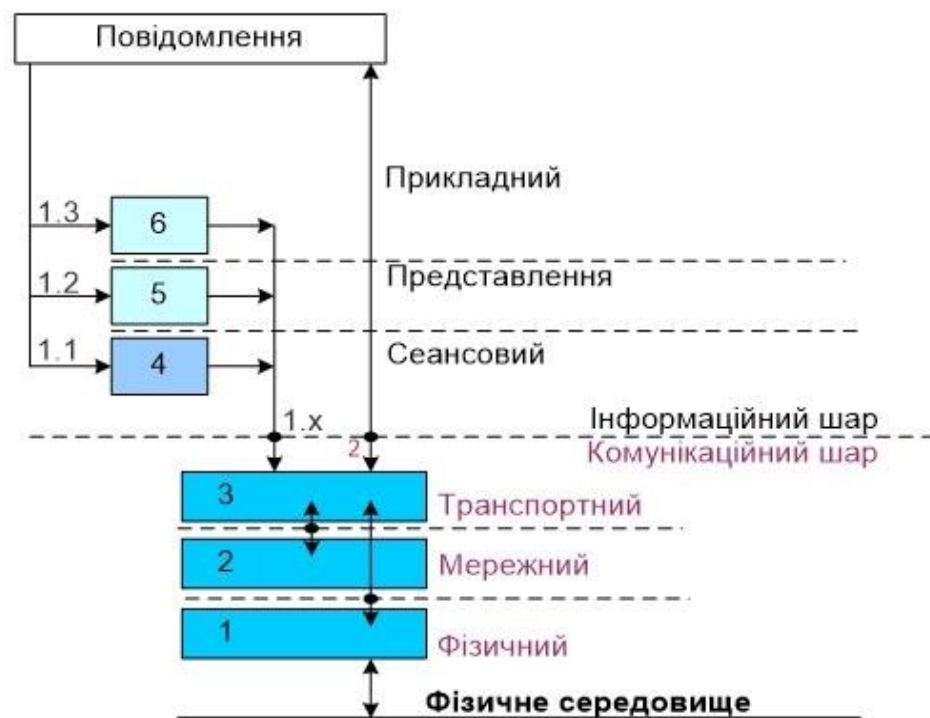 Повідомлення
Прикладний
1.3
6
Представлення
1.2
5
Сеансовий
1.1
4
1.x
Інформаційний шар
2
Комунікаційний шар
3
Транспортний
2
Мережний
1
Фізичний
Фізичне середовище